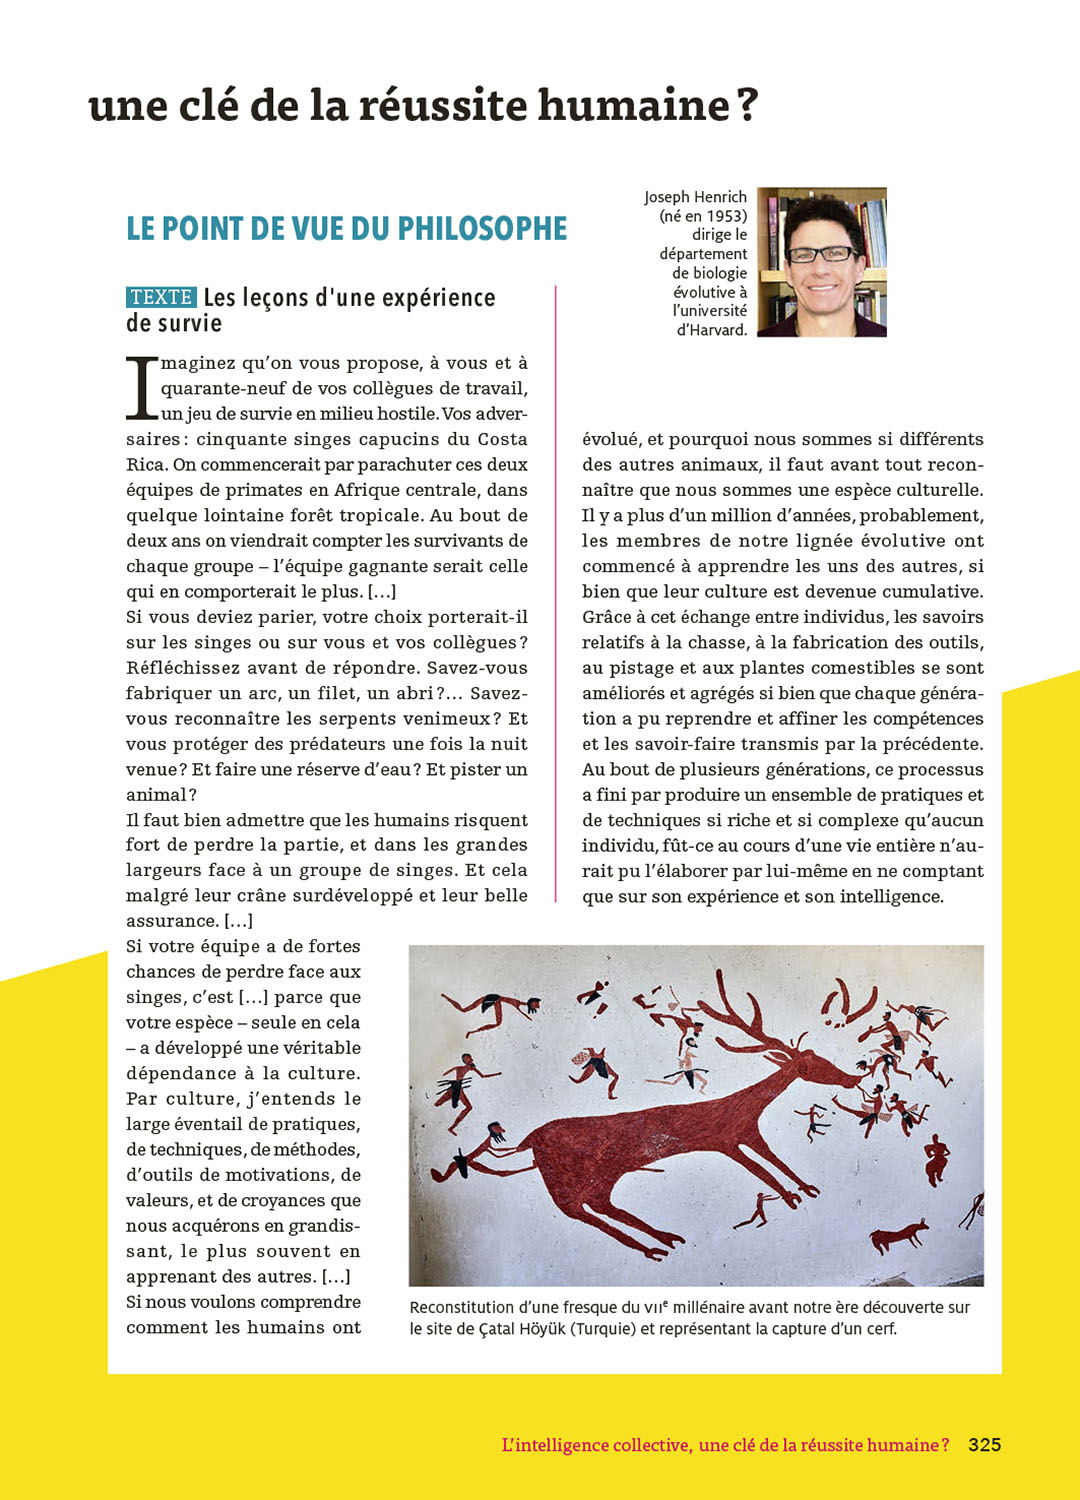 une clé de la réussite humaine ?
LE POINT DE VUE DU PHILOSOPHE
Joseph Henrich
(né en 1953)
dirige le
département
de biologie
évolutive à
l’université
d’Harvard.
TEXTE Les leçons d'une expérience
de survie
Imaginez qu’on vous propose, à vous et à
quarante-neuf de vos collègues de travail,
un jeu de survie en milieu hostile. Vos adver-
saires : cinquante singes capucins du Costa
Rica. On commencerait par parachuter ces deux
équipes de primates en Afrique centrale, dans
quelque lointaine forêt tropicale. Au bout de
deux ans on viendrait compter les survivants de
chaque groupe – l’équipe gagnante serait celle
qui en comporterait le plus. […]
Si vous deviez parier, votre choix porterait-il
sur les singes ou sur vous et vos collègues ?
Réfléchissez avant de répondre. Savez-vous
fabriquer un arc, un filet, un abri ?… Savez-
vous reconnaître les serpents venimeux ? Et
vous protéger des prédateurs une fois la nuit
venue ? Et faire une réserve d’eau ? Et pister un
animal ?
Il faut bien admettre que les humains risquent
fort de perdre la partie, et dans les grandes
largeurs face à un groupe de singes. Et cela
malgré leur crâne surdéveloppé et leur belle
assurance. […]
Si votre équipe a de fortes
chances de perdre face aux
singes, c’est […] parce que
votre espèce – seule en cela
– a développé une véritable
dépendance à la culture.
Par culture, j’entends le
large éventail de pratiques,
de techniques, de méthodes,
d’outils de motivations, de
valeurs, et de croyances que
nous acquérons en grandis-
sant, le plus souvent en
apprenant des autres. […]
Si nous voulons comprendre
comment les humains ont
évolué, et pourquoi nous sommes si différents
des autres animaux, il faut avant tout recon-
naître que nous sommes une espèce culturelle.
Il y a plus d’un million d’années, probablement,
les membres de notre lignée évolutive ont
commencé à apprendre les uns des autres, si
bien que leur culture est devenue cumulative.
Grâce à cet échange entre individus, les savoirs
relatifs à la chasse, à la fabrication des outils,
au pistage et aux plantes comestibles se sont
améliorés et agrégés si bien que chaque généra-
tion a pu reprendre et affiner les compétences
et les savoir-faire transmis par la précédente.
Au bout de plusieurs générations, ce processus
a fini par produire un ensemble de pratiques et
de techniques si riche et si complexe qu’aucun
individu, fût-ce au cours d’une vie entière n’au-
rait pu l’élaborer par lui-même en ne comptant
que sur son expérience et son intelligence.
Reconstitution d’une fresque du VIIe millénaire avant notre ère découverte sur
le site de Çatal Höyük (Turquie) et représentant la capture d’un cerf.
L’intelligence collective, une clé de la réussite humaine ? 325